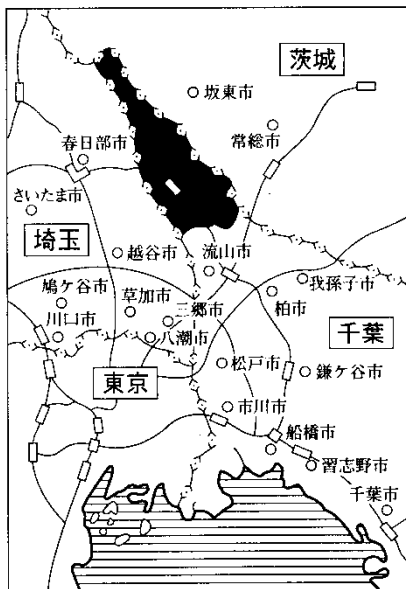 茨城
坂東市
常総市
春日部市
さいたま市
埼玉
越谷市
流山市
鳩ケ谷市
草加市
三郷市
柏市
我孫子市
川口市
八潮市
千葉
東京
松戸市
鎌ケ谷市
市川市
船橋市
習志野市
千葉市